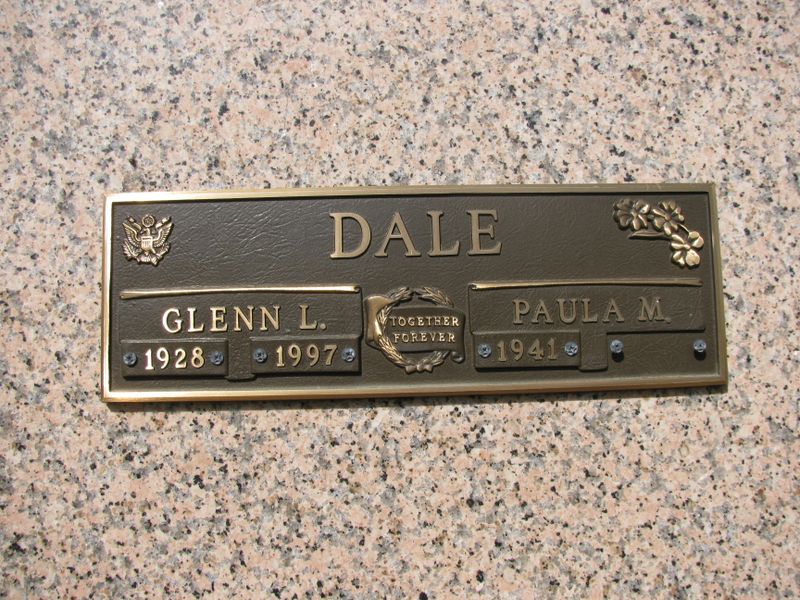 DALE
GLENN L.
1928 1997
TOGETHER
FOREVER
PAULA M.
1941